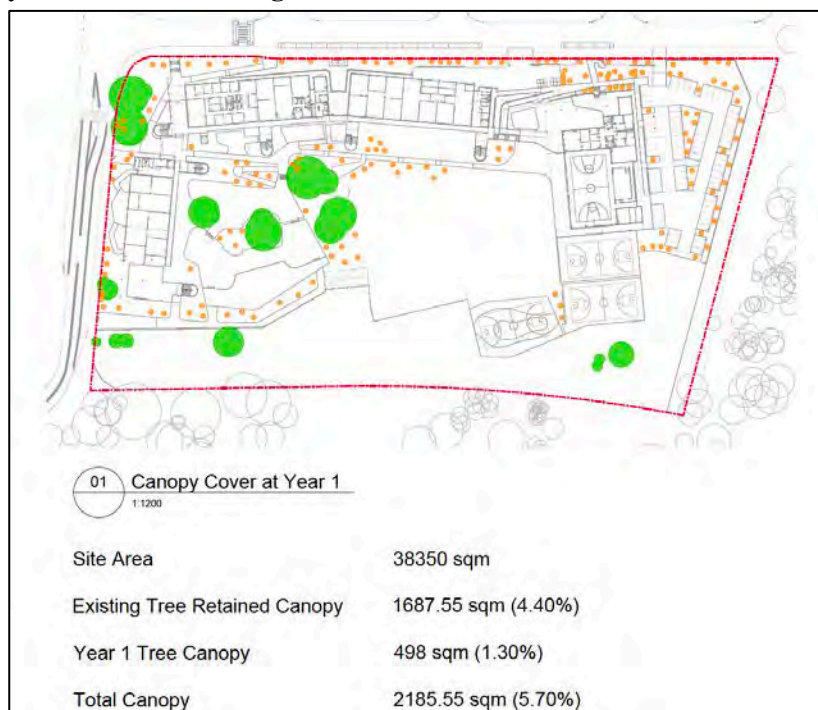 01 Canopy Cover at Year 1
1:1200
Site Area 38350 sqm
Existing Tree Retained Canopy 1687.55 sqm (4.40%)
Year 1 Tree Canopy 498 sqm (1.30%)
Total Canopy 2185.55 sqm (5.70%)